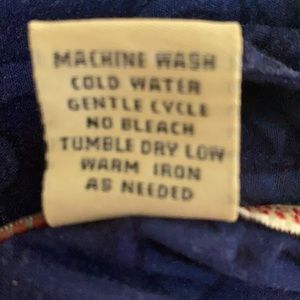 MACHINE WASH
COLD WATER
GENTLE CYCLE
NO BLEACH
TUMBLE DRY LOW
WARM IRON
AS NEEDED